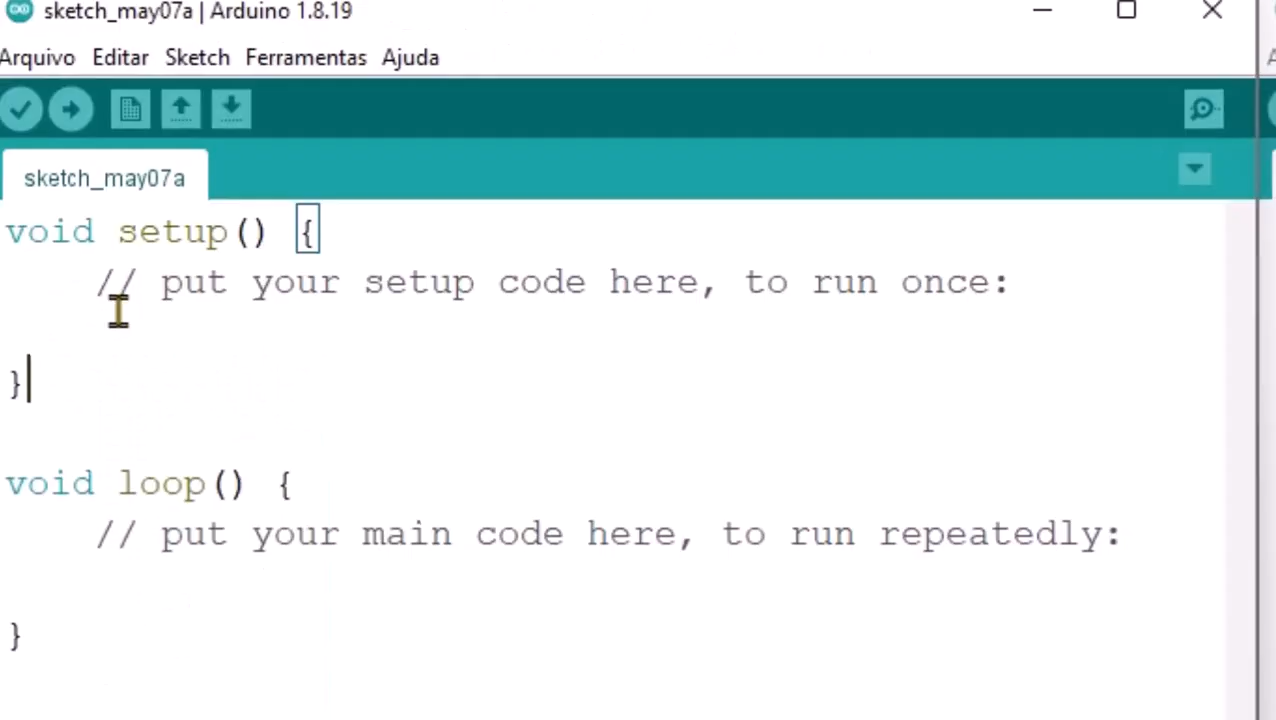 sketch_may07a | Arduino 1.8.19
Arquivo Editar Sketch Ferramentas Ajuda
sketch_may07a
void setup() {
// put your setup code here, to run once:
}
void loop() {
// put your main code here, to run repeatedly:
}